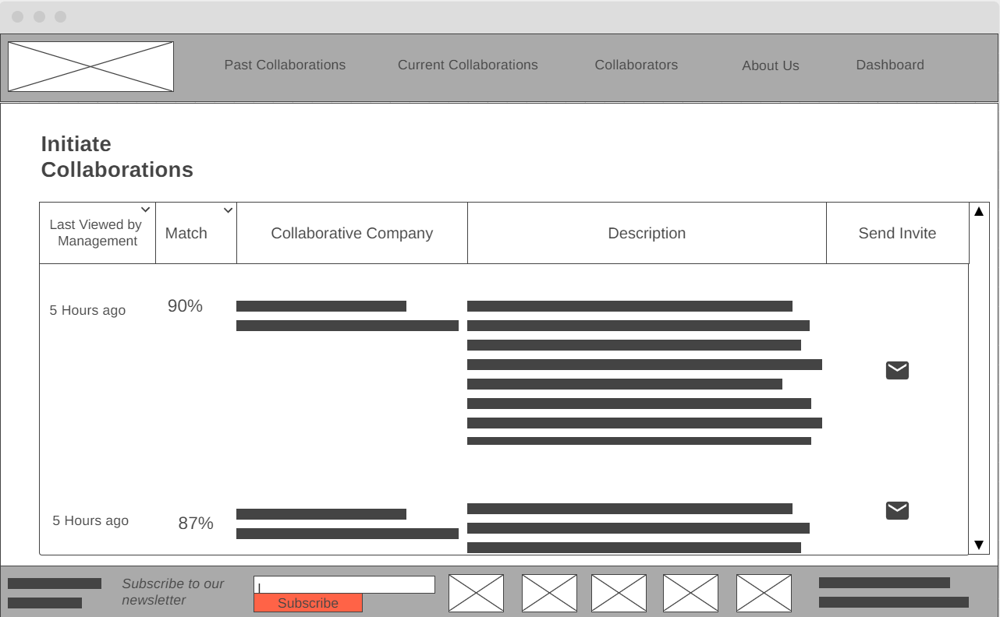 Past Collaborations
Current Collaborations
Collaborators
About Us
Dashboard
Initiate
Collaborations
Last Viewed by
Management
Match
Collaborative Company
Description
Send Invite
5 Hours ago
90%
5 Hours ago
87%
Subscribe to our
newsletter
Subscribe